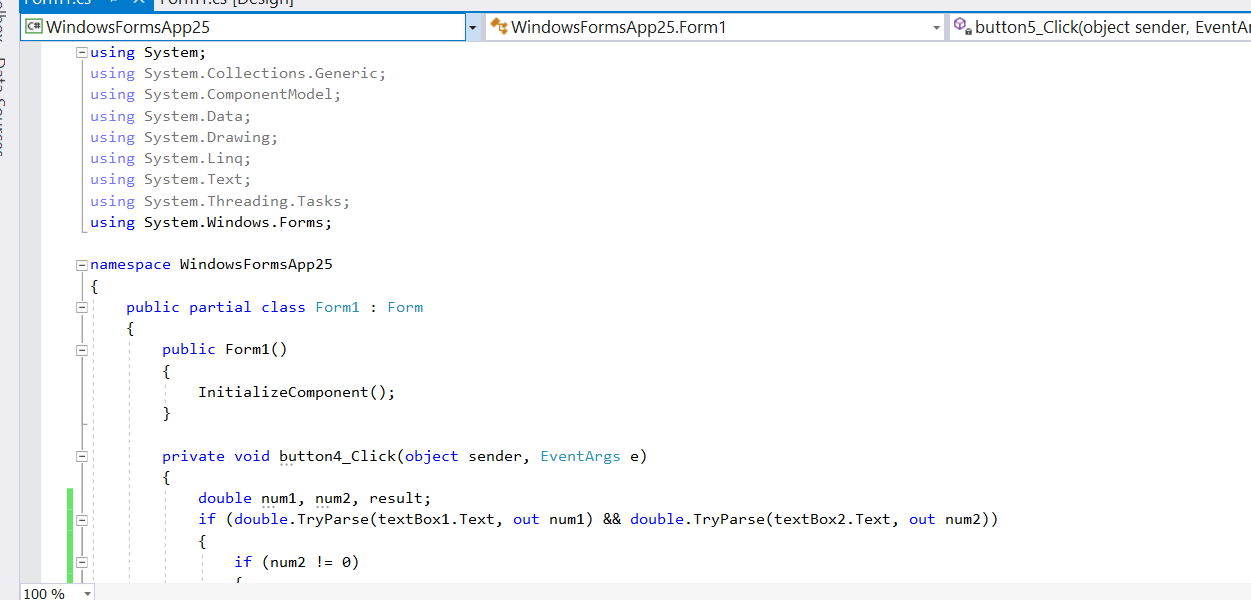 Form1.cs
Form1.cs [Design]
WindowsFormsApp25
WindowsFormsApp25.Form1
button5_Click(object sender, EventAr
Data Sources
using System;
using System.Collections.Generic;
using System.ComponentModel;
using System.Data;
using System.Drawing;
using System.Linq;
using System.Text;
using System.Threading.Tasks;
using System.Windows.Forms;
namespace WindowsFormsApp25
{
public partial class Form1 : Form
{
public Form1()
{
InitializeComponent();
}
private void button4_Click(object sender, EventArgs e)
{
double num1, num2, result;
if (double.TryParse(textBox1.Text, out num1) && double.TryParse(textBox2.Text, out num2))
{
if (num2 != 0)
{
100 %